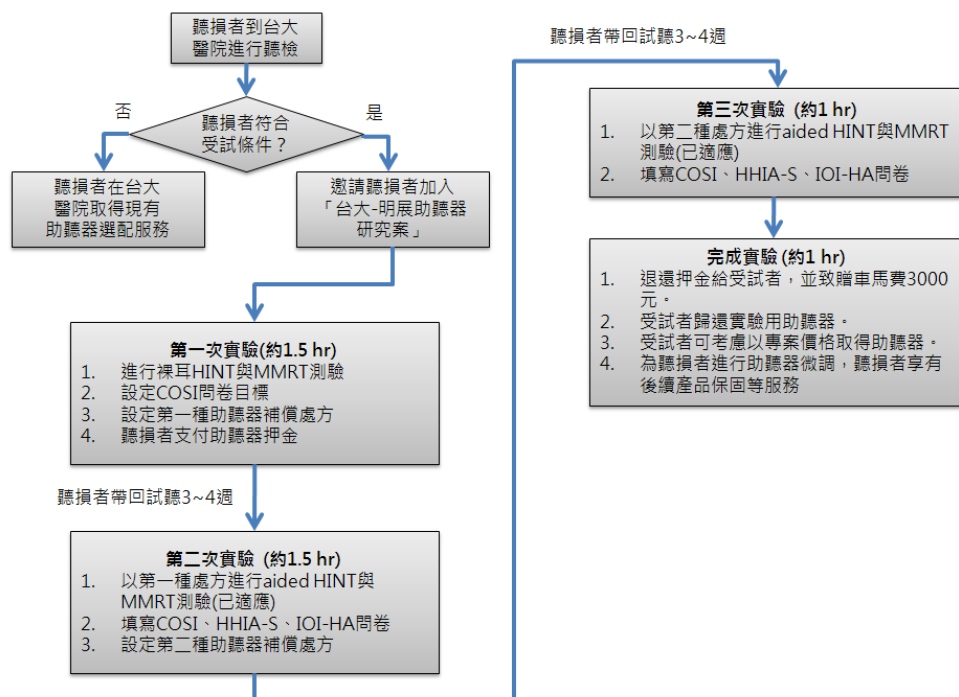 聽損者到台大
醫院進行聽檢
否
是
聽損者符合
受試條件？
聽損者在台大
醫院取得現有
助聽器選配服務
邀請聽損者加入
「台大-明展助聽器
研究案」
第一次實驗(約1.5 hr)
1. 進行裸耳HINT與MMRT測驗
2. 設定COSI問卷目標
3. 設定第一種助聽器補償處方
4. 聽損者支付助聽器押金
聽損者帶回試聽3~4週
第二次實驗 (約1.5 hr)
1. 以第一種處方進行aided HINT與
MMRT測驗(已適應)
2. 填寫COSI、HHIA-S、IOI-HA問卷
3. 設定第二種助聽器補償處方
聽損者帶回試聽3~4週
第三次實驗 (約1 hr)
1. 以第二種處方進行aided HINT與MMRT
測驗(已適應)
2. 填寫COSI、HHIA-S、IOI-HA問卷
完成實驗 (約1 hr)
1. 退還押金給受試者，並致贈車馬費3000
元。
2. 受試者歸還實驗用助聽器。
3. 受試者可考慮以專案價格取得助聽器。
4. 為聽損者進行助聽器微調，聽損者享有
後續產品保固等服務